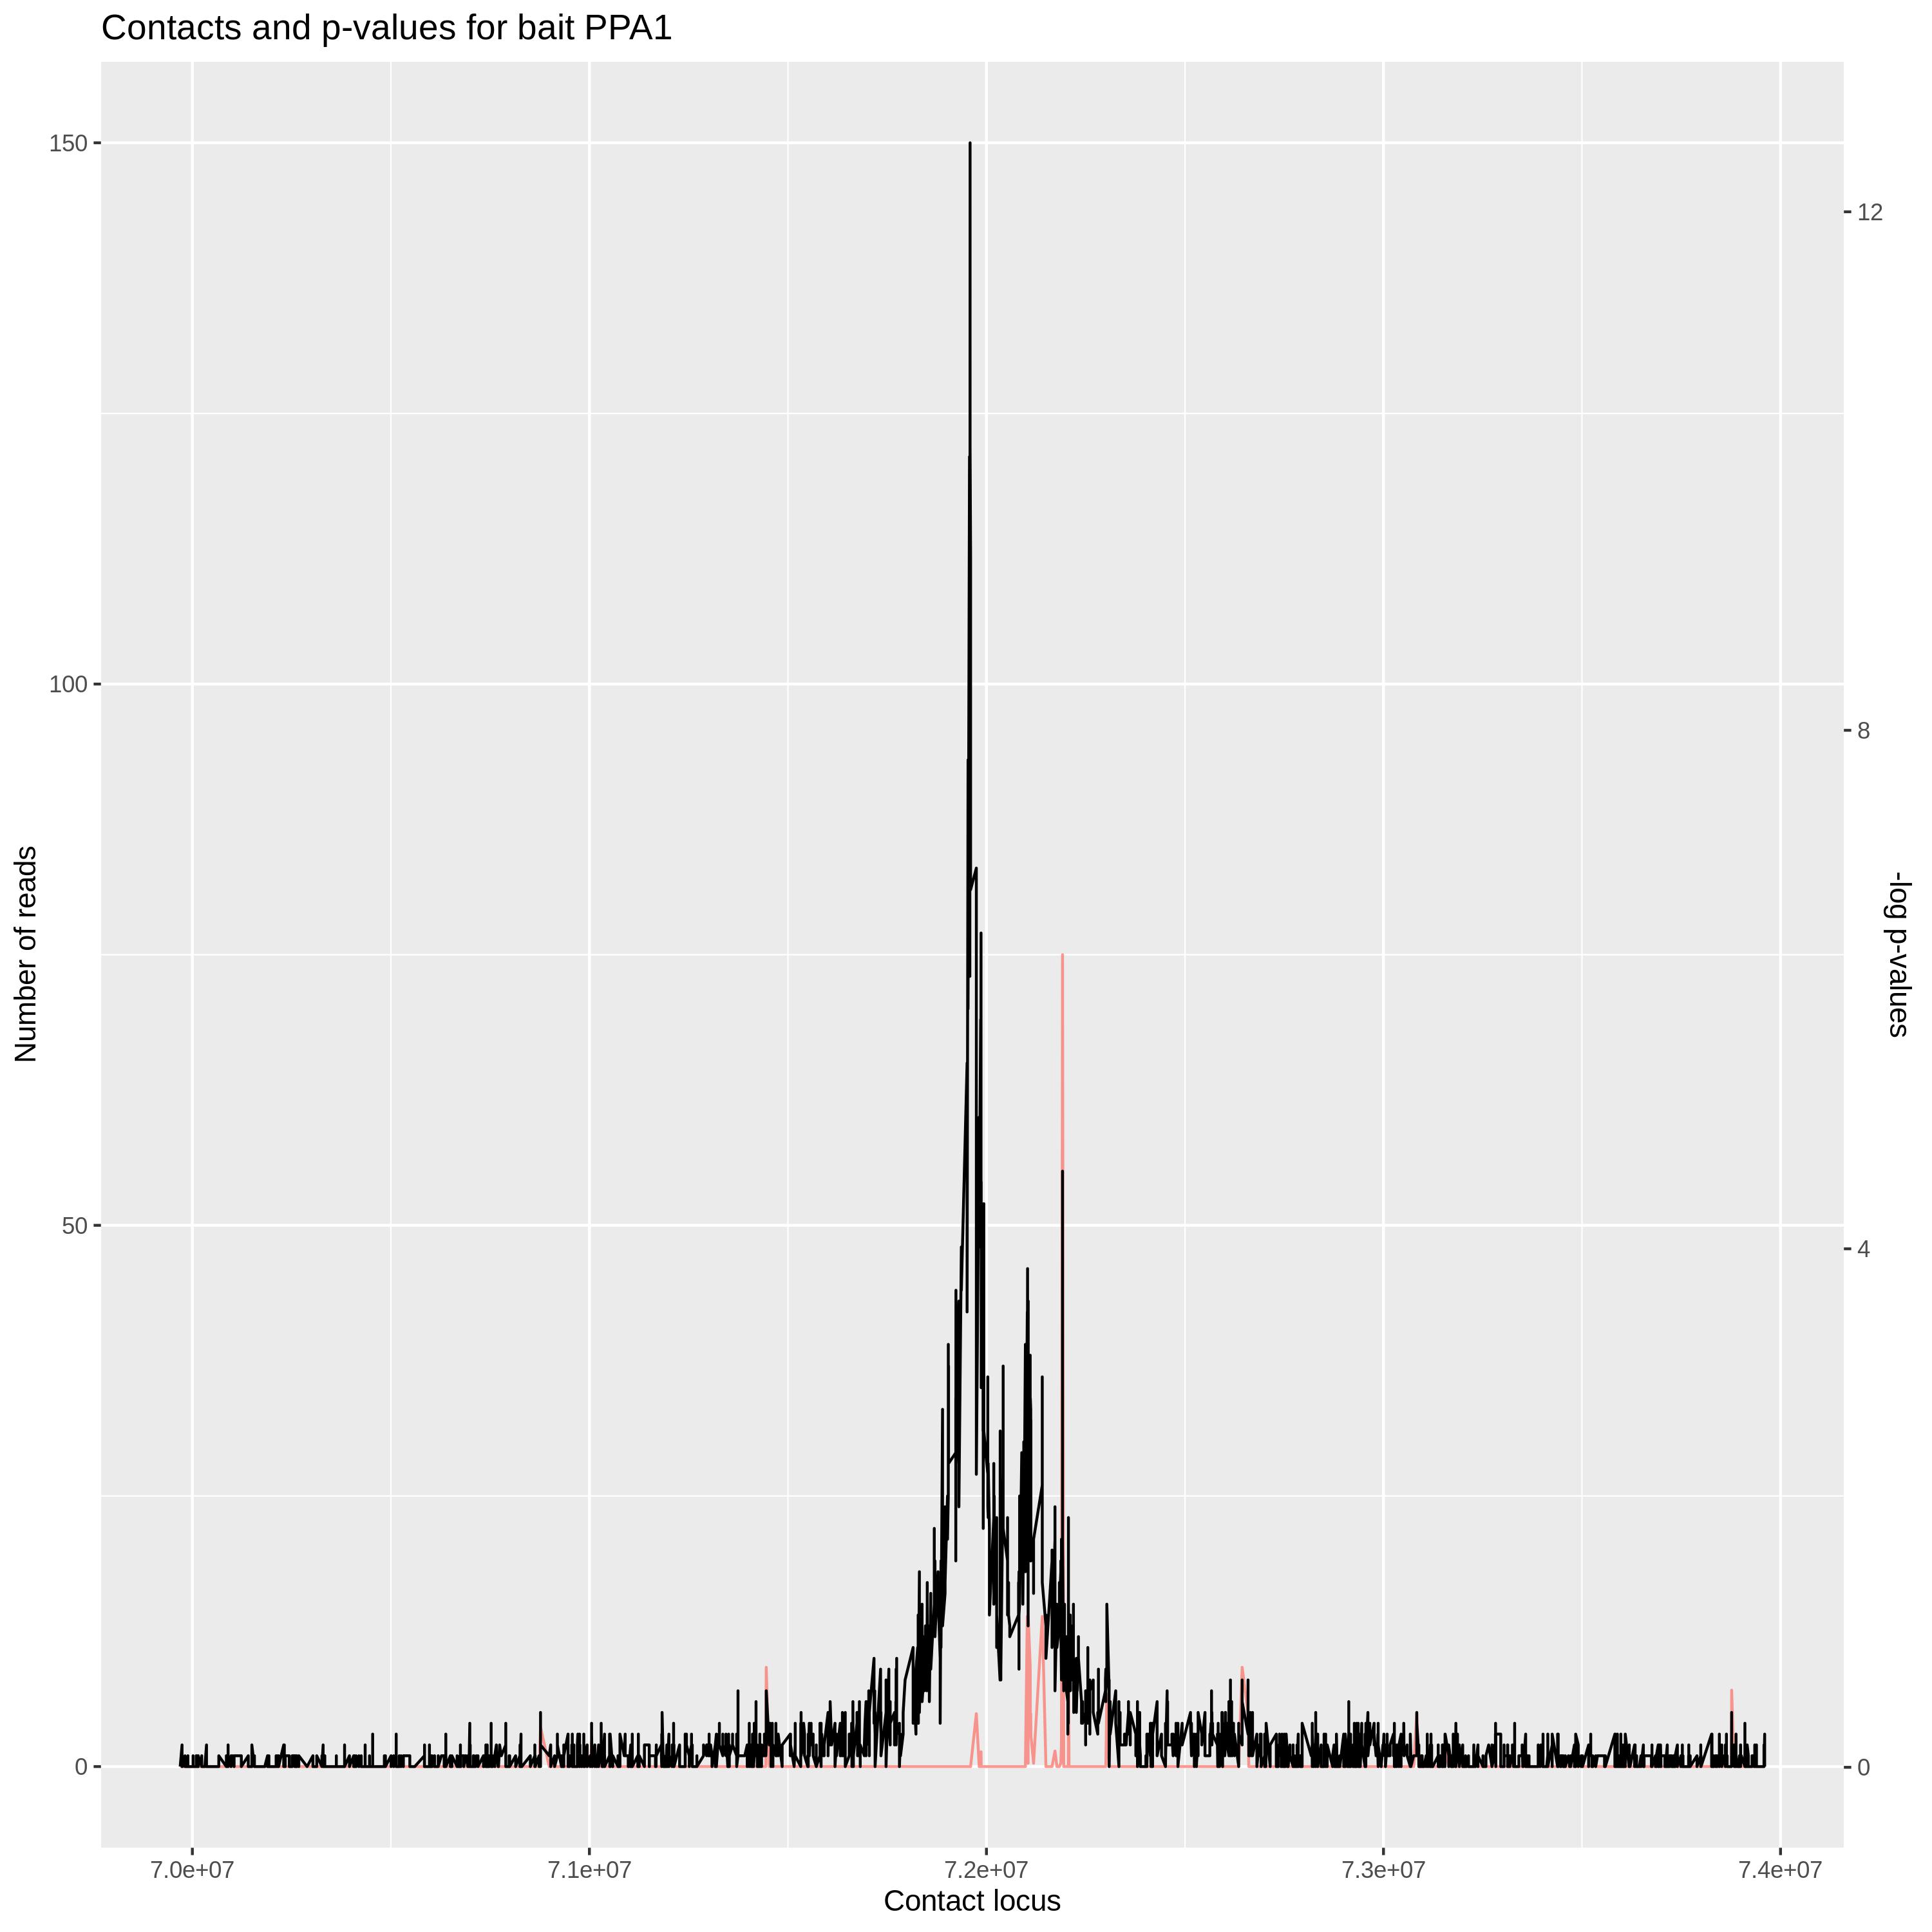 Contacts and p-values for bait PPA1
150
100
50
0
Number of reads
12
8
4
0
-log p-values
7.0e+07 7.1e+07 7.2e+07 7.3e+07 7.4e+07
Contact locus